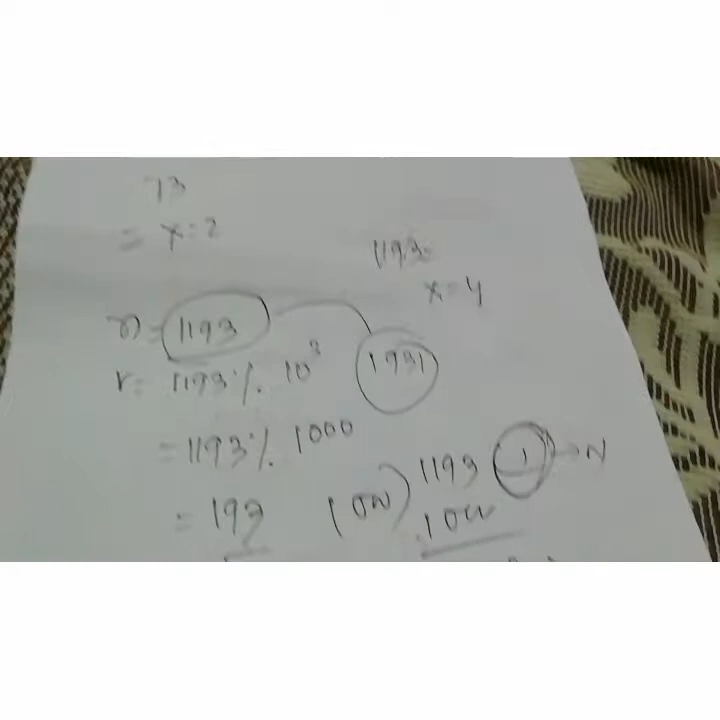 73
= x = 2
1193 =
x = 4
n = 1193
r = 1193 % 10³
1931
= 1193 % 1000
= 193
1000) 1193 (1 → N
1000